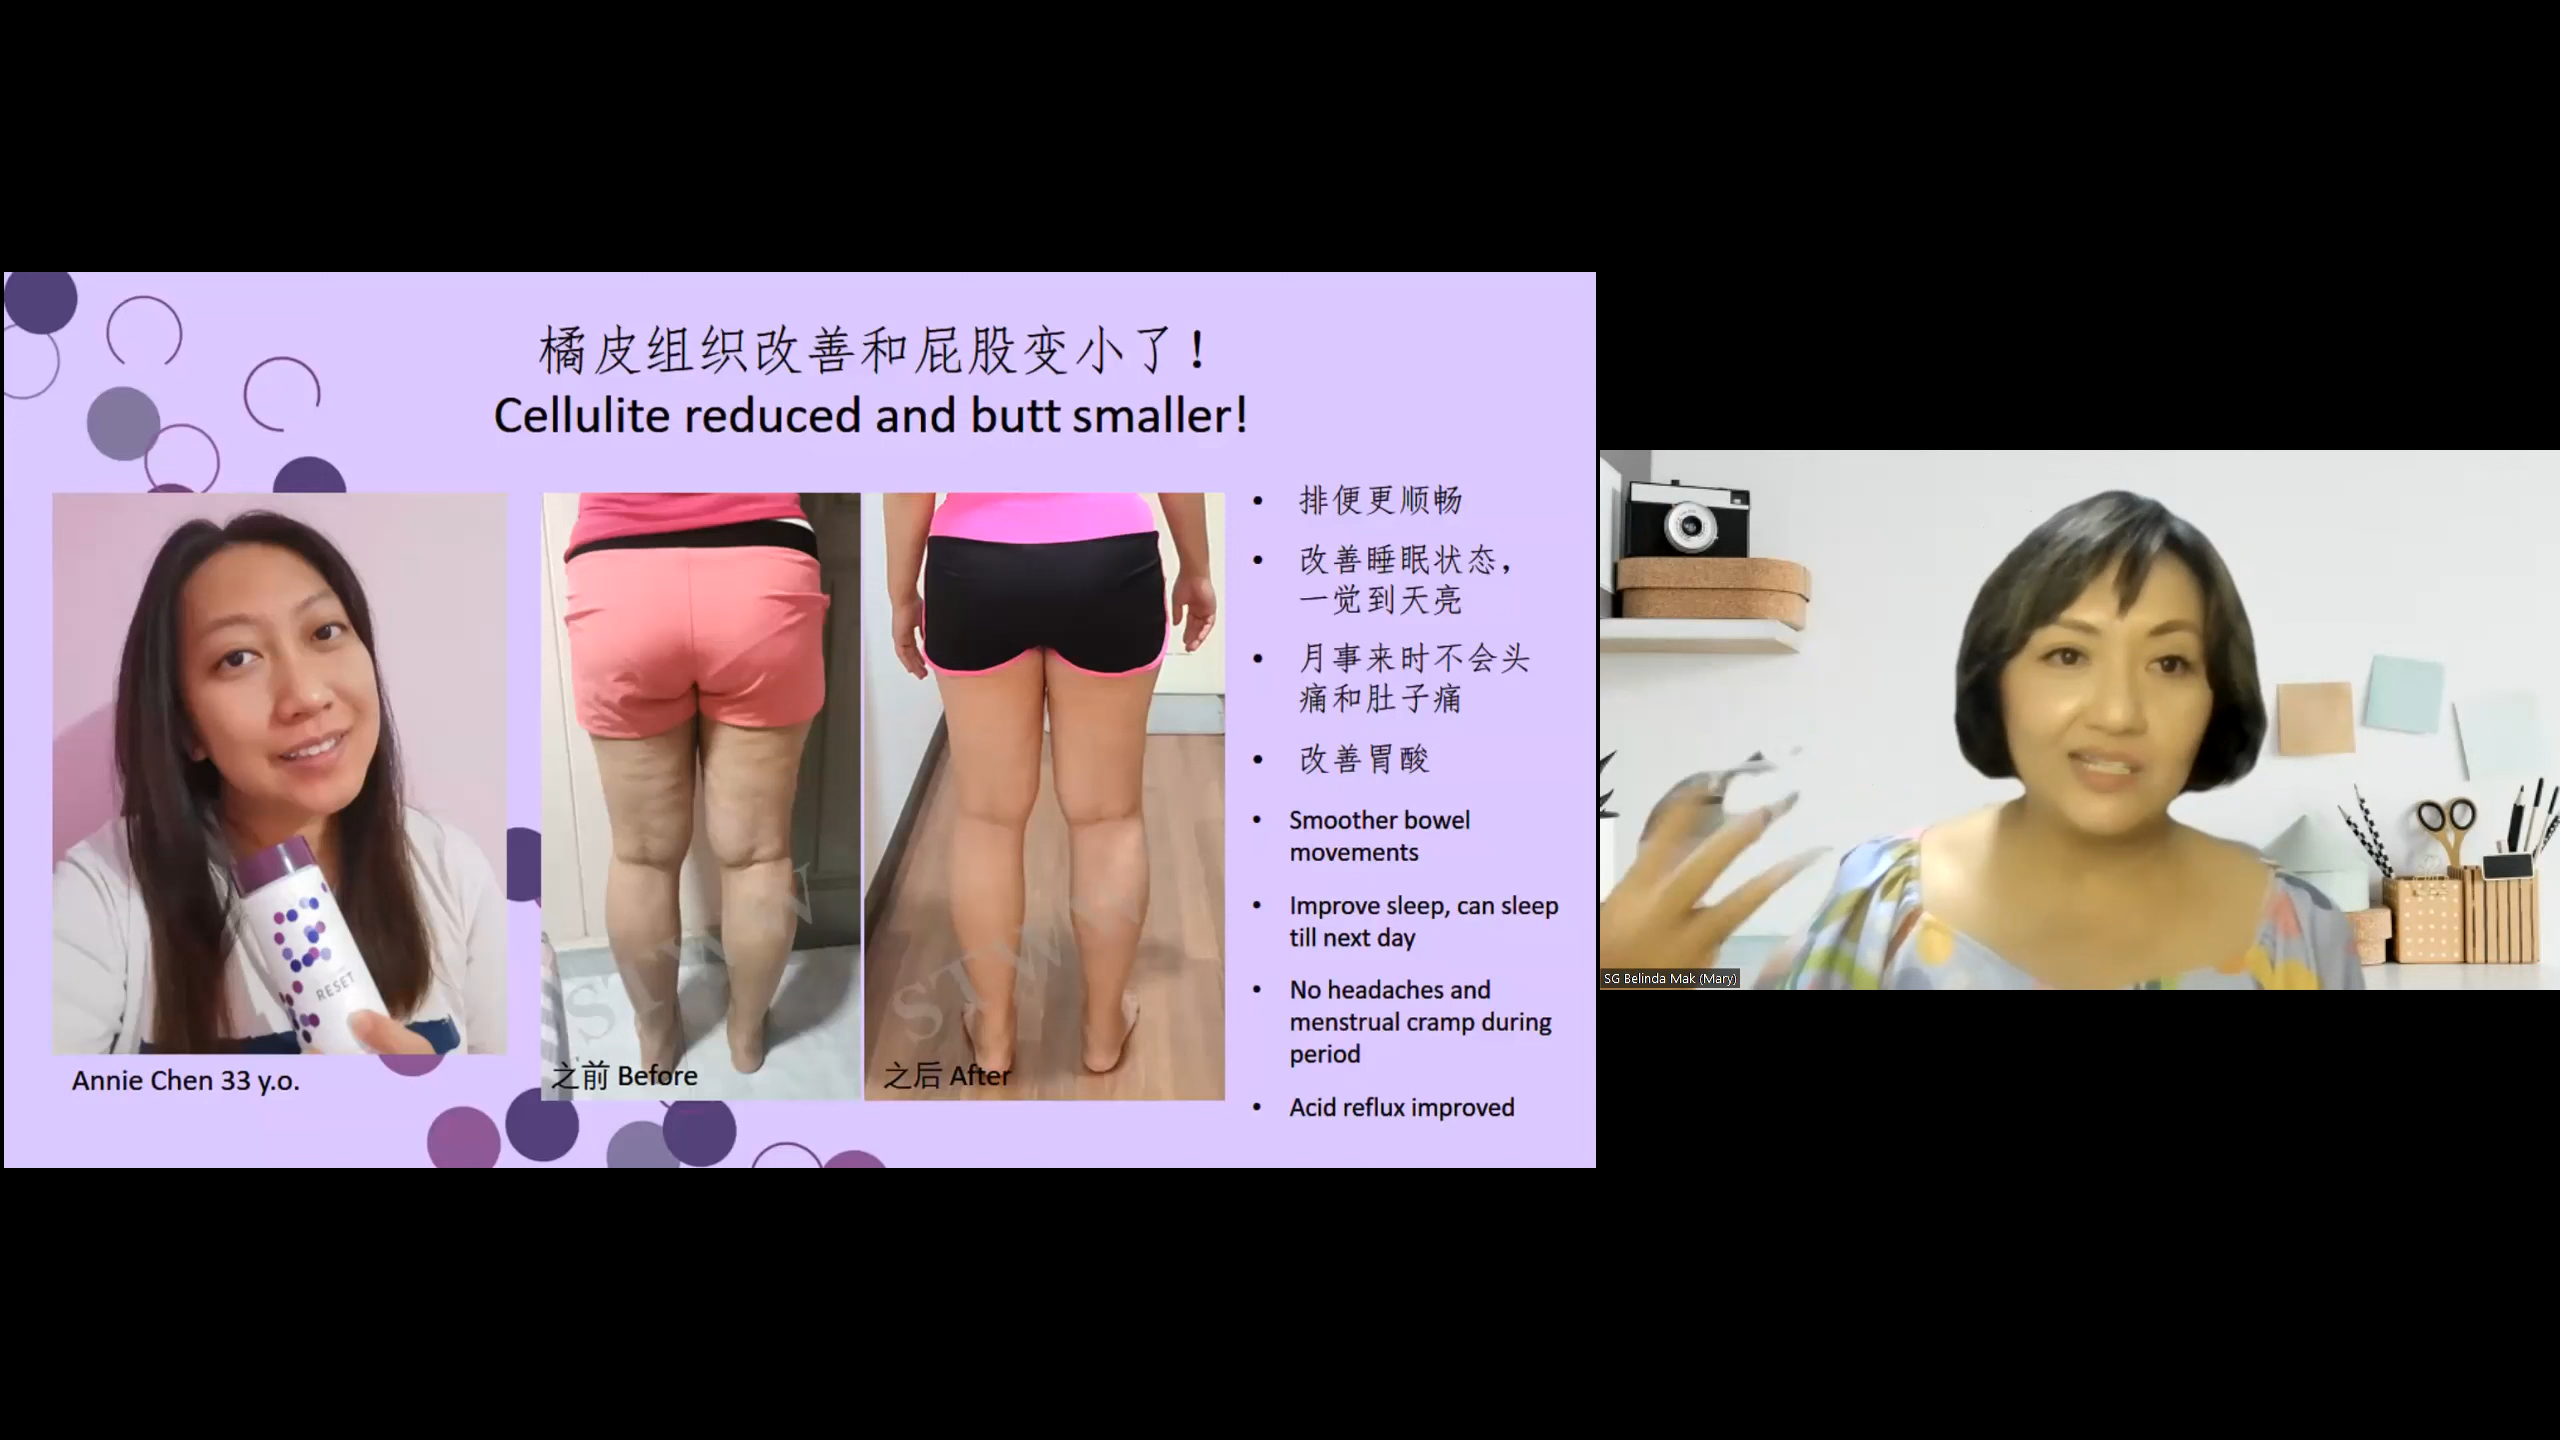 橘皮组织改善和屁股变小了！
Cellulite reduced and butt smaller!
RESET
Annie Chen 33 y.o.
STWW
之前 Before
STWW
之后 After
• 排便更顺畅
• 改善睡眠状态，
一觉到天亮
• 月事来时不会头
痛和肚子痛
• 改善胃酸
• Smoother bowel
movements
• Improve sleep, can sleep
till next day
• No headaches and
menstrual cramp during
period
• Acid reflux improved
SG Belinda Mak (Mary)